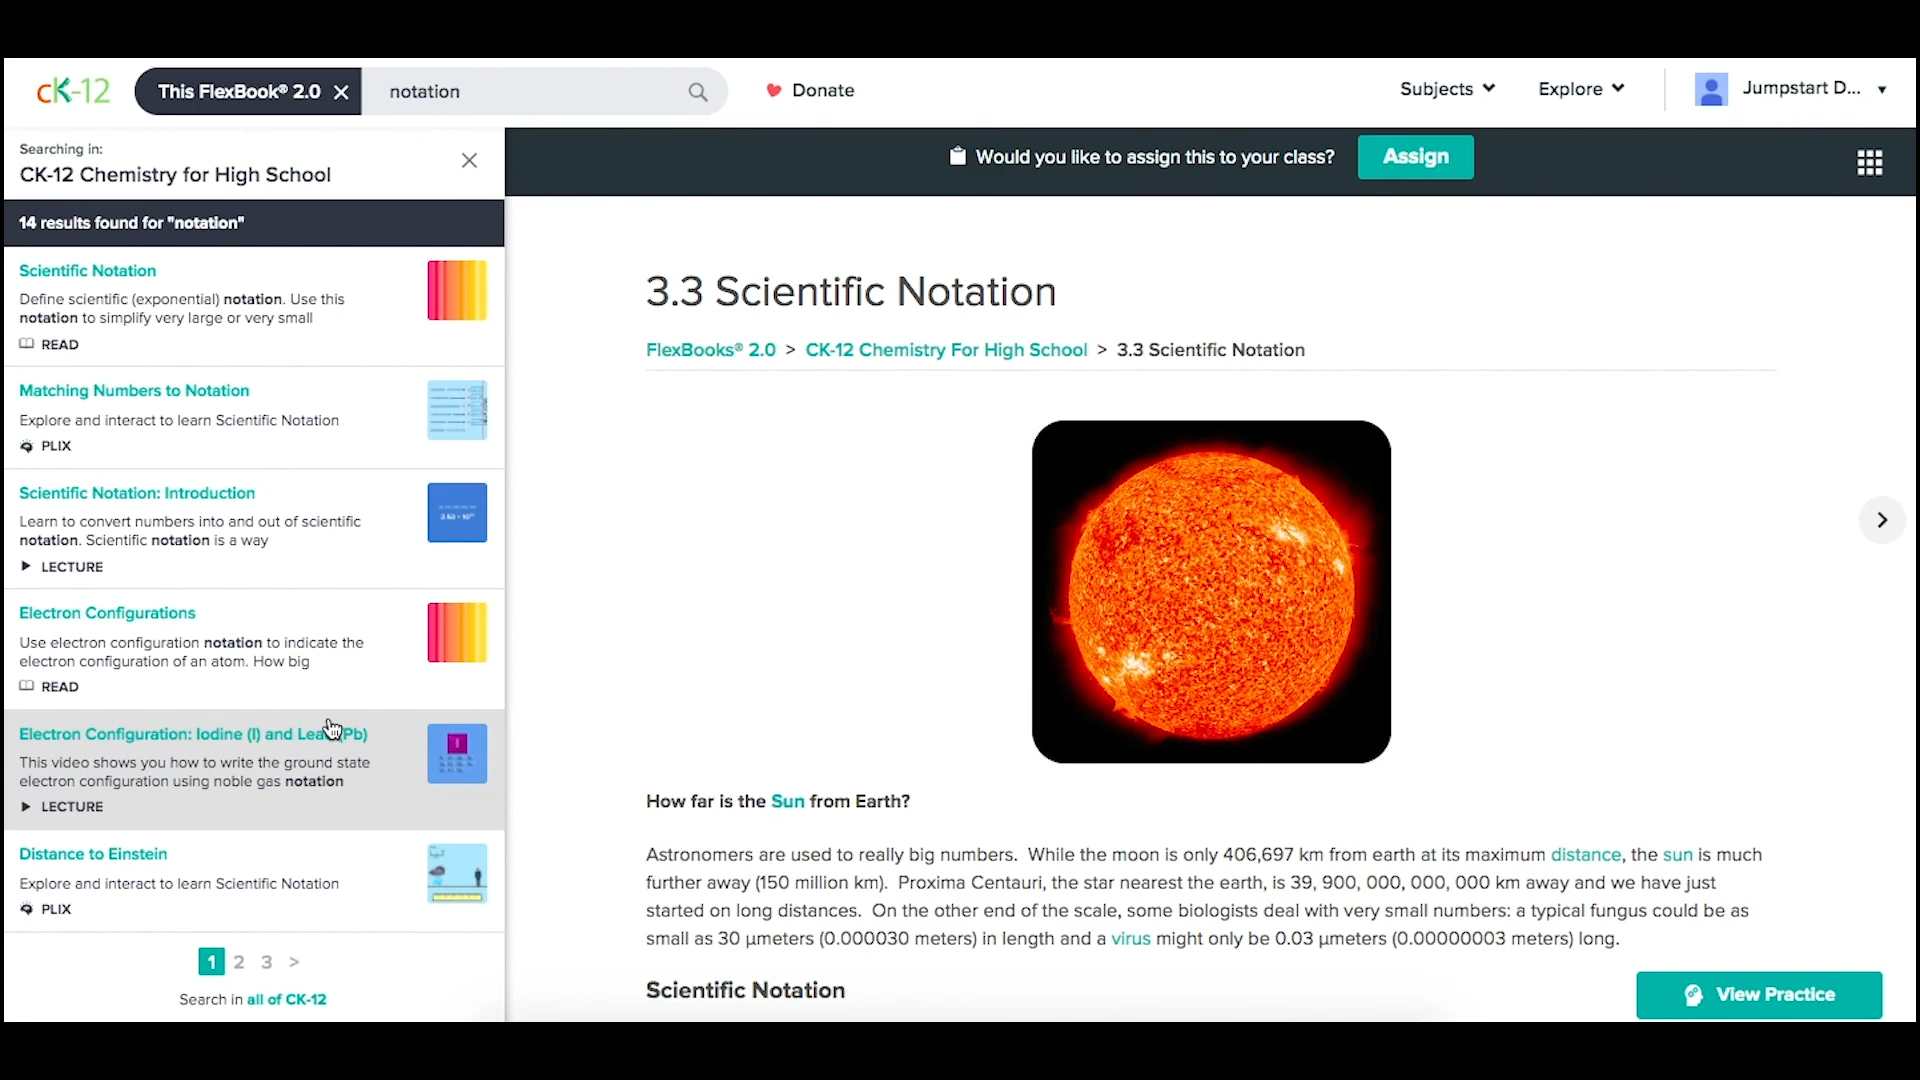 cK-12
This FlexBook® 2.0
notation
Donate
Subjects
Explore
Jumpstart D...
Searching in:
CK-12 Chemistry for High School
14 results found for "notation"
Scientific Notation
Define scientific (exponential) notation. Use this
notation to simplify very large or very small
READ
Matching Numbers to Notation
Explore and interact to learn Scientific Notation
PLIX
Scientific Notation: Introduction
Learn to convert numbers into and out of scientific
notation. Scientific notation is a way
LECTURE
Electron Configurations
Use electron configuration notation to indicate the
electron configuration of an atom. How big
READ
Electron Configuration: Iodine (I) and Lea (Pb)
This video shows you how to write the ground state
electron configuration using noble gas notation
LECTURE
Distance to Einstein
Explore and interact to learn Scientific Notation
PLIX
1 2 3 >
Search in all of CK-12
Would you like to assign this to your class?
Assign
3.3 Scientific Notation
FlexBooks® 2.0 > CK-12 Chemistry For High School > 3.3 Scientific Notation
How far is the Sun from Earth?
Astronomers are used to really big numbers. While the moon is only 406,697 km from earth at its maximum distance, the sun is much
further away (150 million km). Proxima Centauri, the star nearest the earth, is 39, 900, 000, 000, 000 km away and we have just
started on long distances. On the other end of the scale, some biologists deal with very small numbers: a typical fungus could be as
small as 30 μmeters (0.000030 meters) in length and a virus might only be 0.03 μmeters (0.00000003 meters) long.
Scientific Notation
View Practice